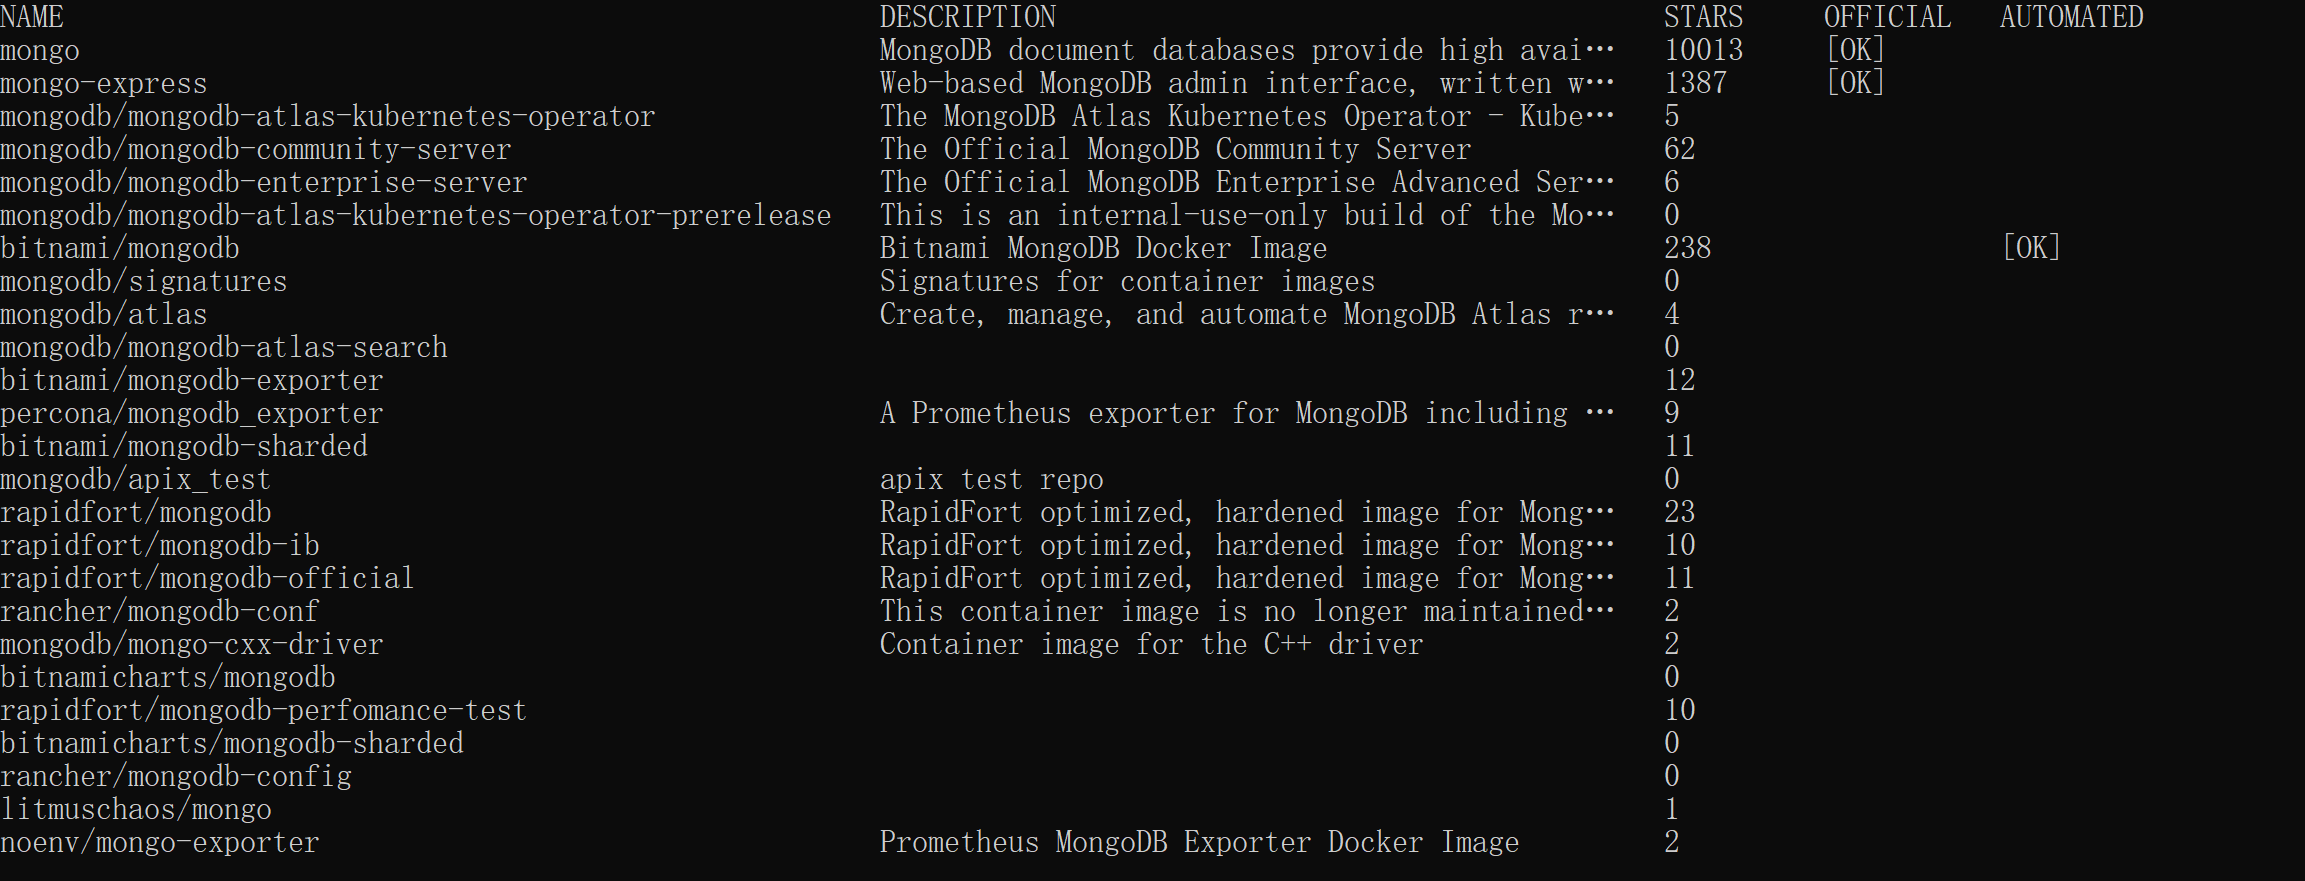 NAME DESCRIPTION STARS OFFICIAL AUTOMATED
mongo MongoDB document databases provide high avai… 10013 [OK]
mongo-express Web-based MongoDB admin interface, written w… 1387 [OK]
mongodb/mongodb-atlas-kubernetes-operator The MongoDB Atlas Kubernetes Operator - Kube… 5
mongodb/mongodb-community-server The Official MongoDB Community Server 62
mongodb/mongodb-enterprise-server The Official MongoDB Enterprise Advanced Ser… 6
mongodb/mongodb-atlas-kubernetes-operator-prerelease This is an internal-use-only build of the Mo… 0
bitnami/mongodb Bitnami MongoDB Docker Image 238 [OK]
mongodb/signatures Signatures for container images 0
mongodb/atlas Create, manage, and automate MongoDB Atlas r… 4
mongodb/mongodb-atlas-search 0
bitnami/mongodb-exporter 12
percona/mongodb_exporter A Prometheus exporter for MongoDB including … 9
bitnami/mongodb-sharded 11
mongodb/apix_test apix test repo 0
rapidfort/mongodb RapidFort optimized, hardened image for Mong… 23
rapidfort/mongodb-ib RapidFort optimized, hardened image for Mong… 10
rapidfort/mongodb-official RapidFort optimized, hardened image for Mong… 11
rancher/mongodb-conf This container image is no longer maintained… 2
mongodb/mongo-cxx-driver Container image for the C++ driver 2
bitnamicharts/mongodb 0
rapidfort/mongodb-perfomance-test 10
bitnamicharts/mongodb-sharded 0
rancher/mongodb-config 0
litmuschaos/mongo 1
noenv/mongo-exporter Prometheus MongoDB Exporter Docker Image 2